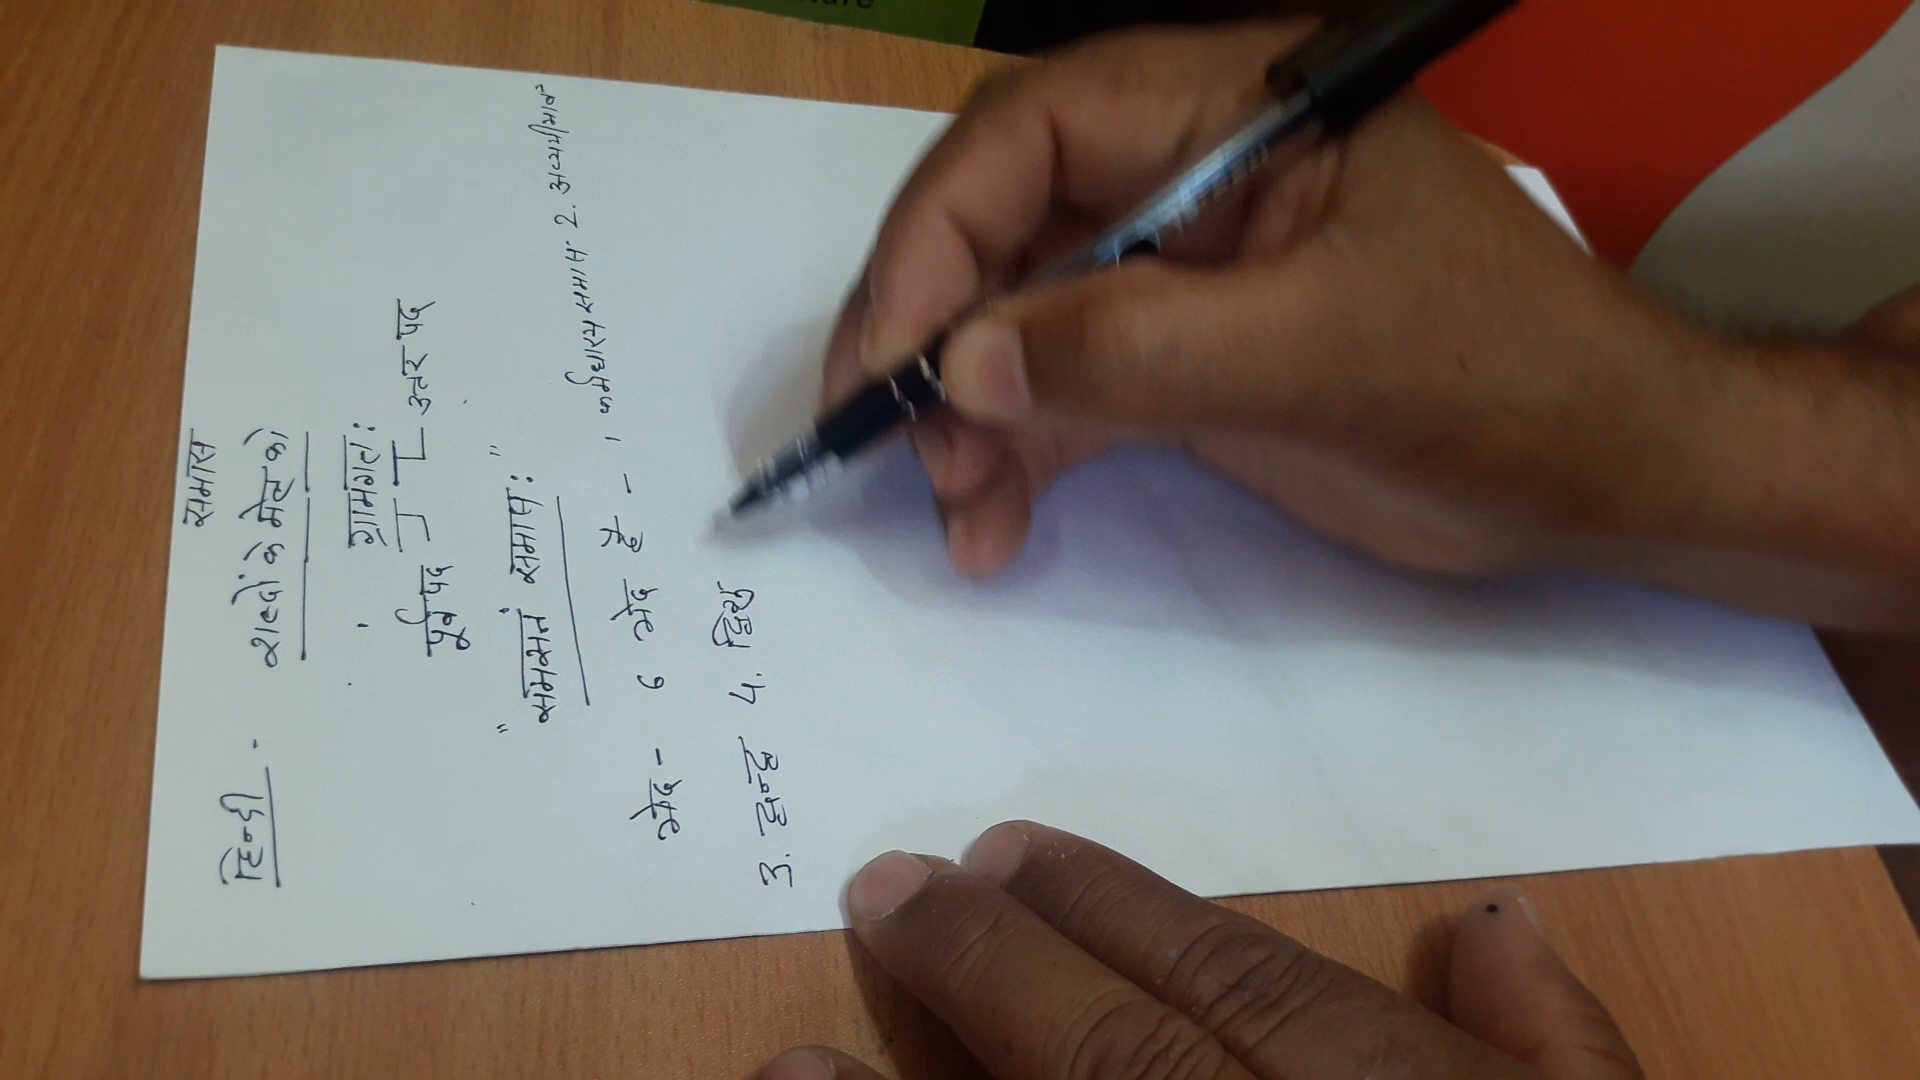 समास
हिन्दी - शब्दों के मेल को
ग्रामगतः
पूर्व पद उत्तर पद
" समसनं समासः "
भेद - 6 भेद है - 1 कर्मधारय समास 2. अव्ययीभाव
3. द्वन्द्व 4. द्विगु